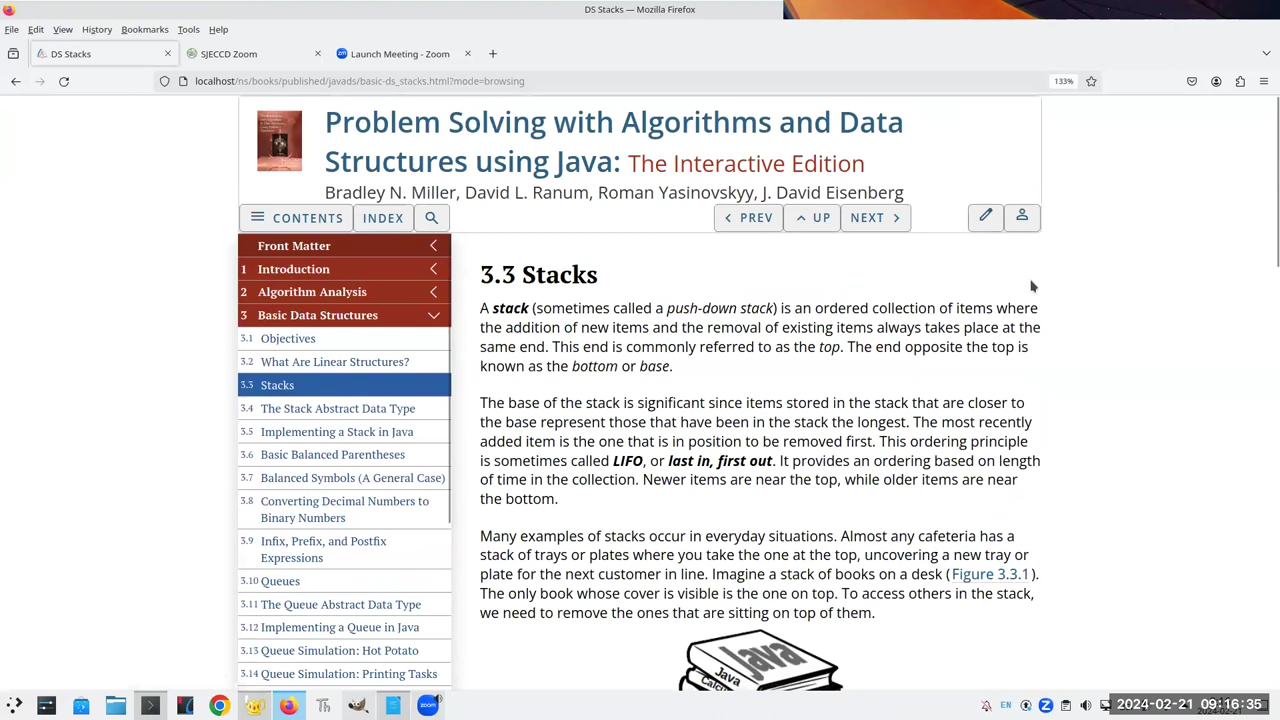 DS Stacks — Mozilla Firefox
File Edit View History Bookmarks Tools Help
DS Stacks SJECCD Zoom zm Launch Meeting - Zoom
localhost/ns/books/published/javads/basic-ds_stacks.html?mode=browsing 133%
Problem Solving with Algorithms and Data
Structures using Java: The Interactive Edition
Bradley N. Miller, David L. Ranum, Roman Yasinovskyy, J. David Eisenberg
CONTENTS INDEX PREV UP NEXT
Front Matter
1 Introduction
2 Algorithm Analysis
3 Basic Data Structures
3.1 Objectives
3.2 What Are Linear Structures?
3.3 Stacks
3.4 The Stack Abstract Data Type
3.5 Implementing a Stack in Java
3.6 Basic Balanced Parentheses
3.7 Balanced Symbols (A General Case)
3.8 Converting Decimal Numbers to
Binary Numbers
3.9 Infix, Prefix, and Postfix
Expressions
3.10 Queues
3.11 The Queue Abstract Data Type
3.12 Implementing a Queue in Java
3.13 Queue Simulation: Hot Potato
3.14 Queue Simulation: Printing Tasks
3.3 Stacks
A stack (sometimes called a push-down stack) is an ordered collection of items where
the addition of new items and the removal of existing items always takes place at the
same end. This end is commonly referred to as the top. The end opposite the top is
known as the bottom or base.
The base of the stack is significant since items stored in the stack that are closer to
the base represent those that have been in the stack the longest. The most recently
added item is the one that is in position to be removed first. This ordering principle
is sometimes called LIFO, or last in, first out. It provides an ordering based on length
of time in the collection. Newer items are near the top, while older items are near
the bottom.
Many examples of stacks occur in everyday situations. Almost any cafeteria has a
stack of trays or plates where you take the one at the top, uncovering a new tray or
plate for the next customer in line. Imagine a stack of books on a desk (Figure 3.3.1).
The only book whose cover is visible is the one on top. To access others in the stack,
we need to remove the ones that are sitting on top of them.
Java
Java
Th zoom EN 2024-02-21 09:16:35